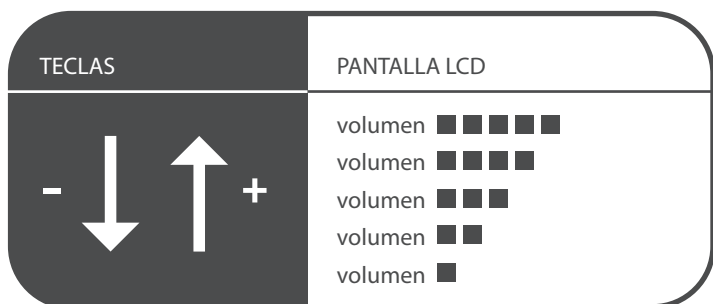 TECLAS
PANTALLA LCD
- +
volumen ■ ■ ■ ■ ■
volumen ■ ■ ■ ■
volumen ■ ■ ■
volumen ■ ■
volumen ■